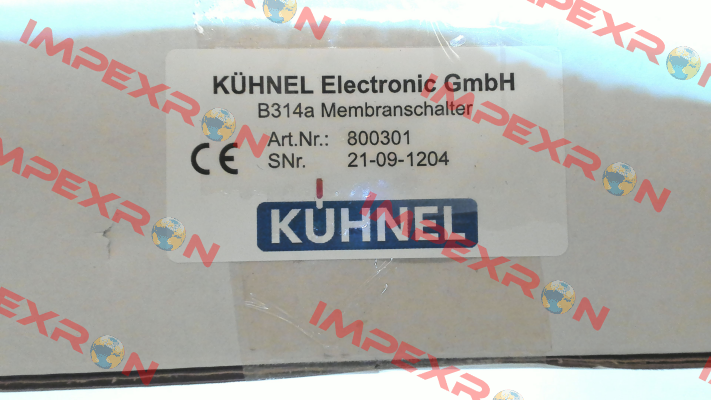 KÜHNEL Electronic GmbH
B314a Membranschalter
Art.Nr.: 800301
CE SNr. 21-09-1204
KÜHNEL
IMPEXRON
IMPEXRON
IMPEXRON
IMPEXRON
IMPEXRON
IMPEXRON